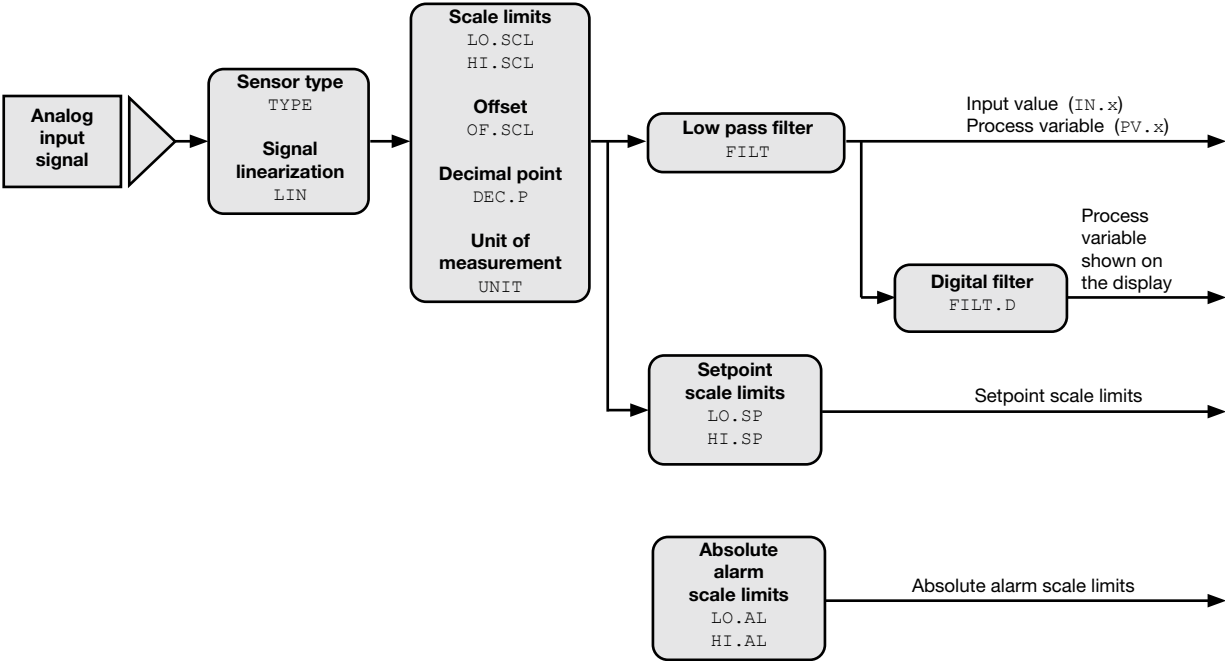 Analog
input
signal
Sensor type
TYPE
Signal
linearization
LIN
Scale limits
LO.SCL
HI.SCL
Offset
OF.SCL
Decimal point
DEC.P
Unit of
measurement
UNIT
Low pass filter
FILT
Input value (IN.x)
Process variable (PV.x)
Digital filter
FILT.D
Process
variable
shown on
the display
Setpoint
scale limits
LO.SP
HI.SP
Setpoint scale limits
Absolute
alarm
scale limits
LO.AL
HI.AL
Absolute alarm scale limits